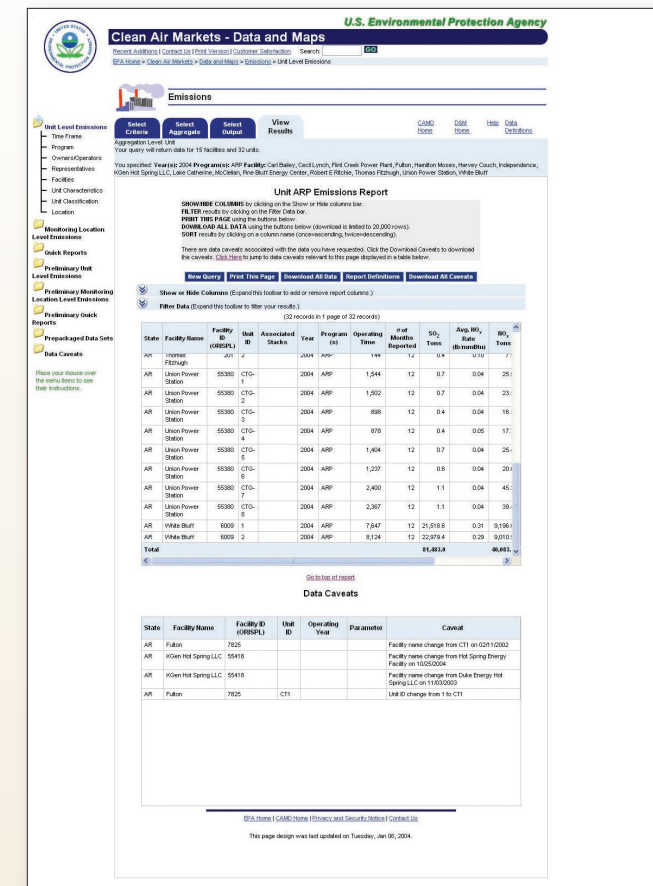 U.S. Environmental Protection Agency
Clean Air Markets - Data and Maps
Recent Additions | Contact Us | Print Version | Customer Satisfaction Search: GO
EPA Home > Clean Air Markets > Data and Maps > Emissions > Unit Level Emissions
Emissions
Select Criteria
Select Aggregate
Select Output
View Results
CAMD Home
D&M Home
Help
Data Definitions
Unit Level Emissions
Time Frame
Program
Owners/Operators
Representatives
Facilities
Unit Characteristics
Unit Classification
Location
Monitoring Location
Level Emissions
Quick Reports
Preliminary Unit
Level Emissions
Preliminary Monitoring
Location Level Emissions
Preliminary Quick
Reports
Prepackaged Data Sets
Data Caveats
Place your mouse over
the menu items to see
their instructions.
Aggregation Level: Unit
Your query will return data for 15 facilities and 32 units.
You specified: Year(s): 2004 Program(s): ARP Facility: Carl Bailey, Cecil Lynch, Flint Creek Power Plant, Fulton, Hamilton Moses, Harvey Couch, Independence,
KGen Hot Spring LLC, Lake Catherine, McClellan, Pine Bluff Energy Center, Robert E Ritchie, Thomas Fitzhugh, Union Power Station, White Bluff
Unit ARP Emissions Report
SHOW/HIDE COLUMNS by clicking on the Show or Hide columns bar.
FILTER results by clicking on the Filter Data bar.
PRINT THIS PAGE using the buttons below.
DOWNLOAD ALL DATA using the buttons below (download is limited to 20,000 rows).
SORT results by clicking on a column name (once=ascending, twice=descending).
There are data caveats associated with the data you have requested. Click the Download Caveats to download
the caveats. Click Here to jump to data caveats relevant to this page displayed in a table below.
New Query Print This Page Download All Data Report Definitions Download All Caveats
Show or Hide Columns (Expand this toolbar to add or remove report columns.)
Filter Data (Expand this toolbar to filter your results.)
(32 records in 1 page of 32 records)
State Facility Name Facility ID (ORISPL) Unit ID Associated Stacks Year Program (s) Operating Time # of Months Reported SO2 Tons Avg. NOx Rate (lb/mmBtu) NOx Tons
AR Thomas Fitzhugh 201 2 2004 ARP 144 12 0.4 0.10 7.
AR Union Power Station 55380 CTG-1 2004 ARP 1,544 12 0.7 0.04 25.
AR Union Power Station 55380 CTG-2 2004 ARP 1,502 12 0.7 0.04 23.
AR Union Power Station 55380 CTG-3 2004 ARP 898 12 0.4 0.04 16.
AR Union Power Station 55380 CTG-4 2004 ARP 878 12 0.4 0.05 17.
AR Union Power Station 55380 CTG-5 2004 ARP 1,404 12 0.7 0.04 25.
AR Union Power Station 55380 CTG-6 2004 ARP 1,237 12 0.6 0.04 20.
AR Union Power Station 55380 CTG-7 2004 ARP 2,400 12 1.1 0.04 45.
AR Union Power Station 55380 CTG-8 2004 ARP 2,367 12 1.1 0.04 39.
AR White Bluff 6009 1 2004 ARP 7,647 12 21,518.6 0.31 9,196.
AR White Bluff 6009 2 2004 ARP 8,124 12 22,979.4 0.29 9,010.
Total 81,483.0 40,083.
Go to top of report
Data Caveats
State Facility Name Facility ID (ORISPL) Unit ID Operating Year Parameter Caveat
AR Fulton 7825 Facility name change from CT1 on 02/11/2002
AR KGen Hot Spring LLC 55418 Facility name change from Hot Spring Energy
Facility on 10/25/2004
AR KGen Hot Spring LLC 55418 Facility name change from Duke Energy Hot
Spring LLC on 11/03/2003
AR Fulton 7825 CT1 Unit ID change from 1 to CT1
EPA Home | CAMD Home | Privacy and Security Notice | Contact Us
This page design was last updated on Tuesday, Jan 06, 2004.